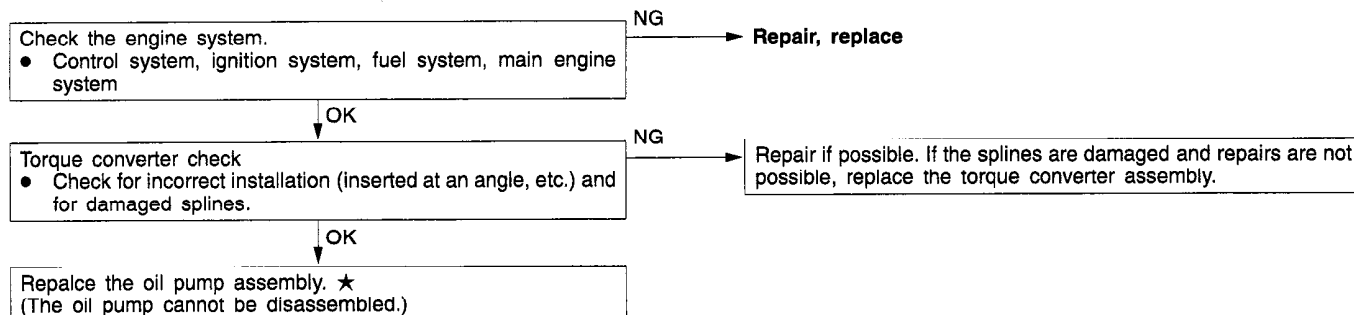 Check the engine system.
NG
Repair, replace
● Control system, ignition system, fuel system, main engine
system
OK
Torque converter check
NG
● Check for incorrect installation (inserted at an angle, etc.) and
for damaged splines.
Repair if possible. If the splines are damaged and repairs are not
possible, replace the torque converter assembly.
OK
Repalce the oil pump assembly. ★
(The oil pump cannot be disassembled.)